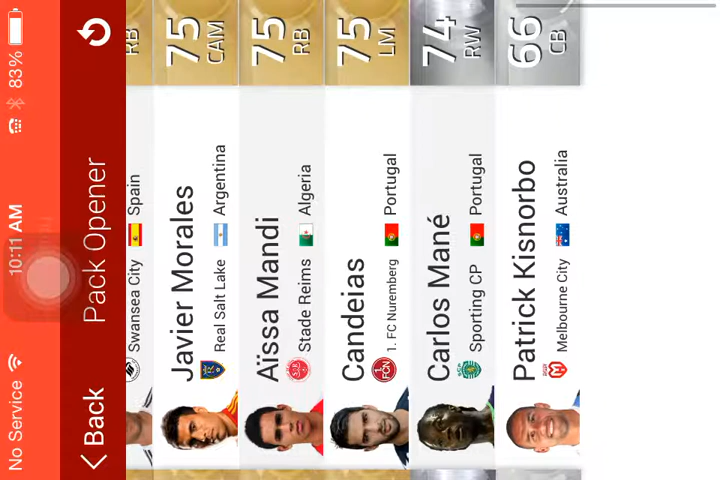 No Service 10:11 AM 83%
Back Pack Opener
Swansea City Spain RB
Javier Morales
Real Salt Lake Argentina
75
CAM
Aïssa Mandi
Stade Reims Algeria
75
RB
Candeias
1. FC Nuremberg Portugal
75
LM
Carlos Mané
Sporting CP Portugal
74
RW
Patrick Kisnorbo
Melbourne City Australia
66
CB